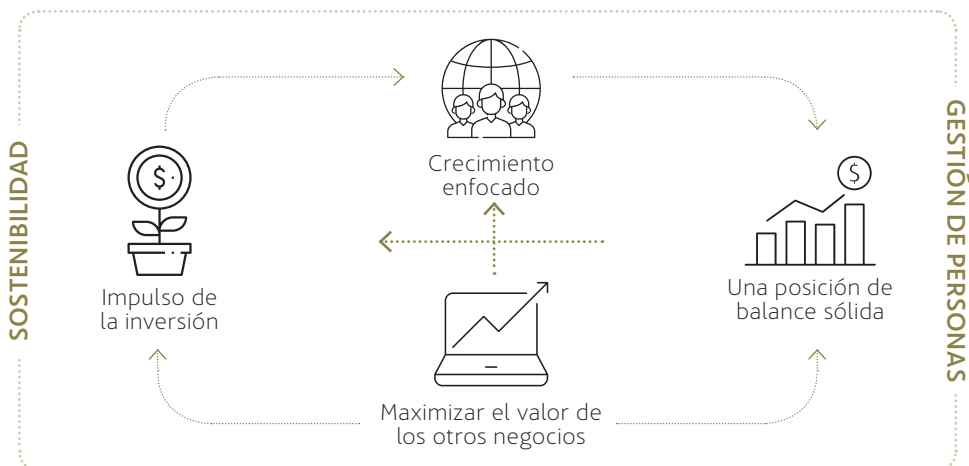 SOSTENIBILIDAD
GESTIÓN DE PERSONAS
Crecimiento
enfocado
$
Impulso de
la inversión
$
Una posición de
balance sólida
Maximizar el valor de
los otros negocios